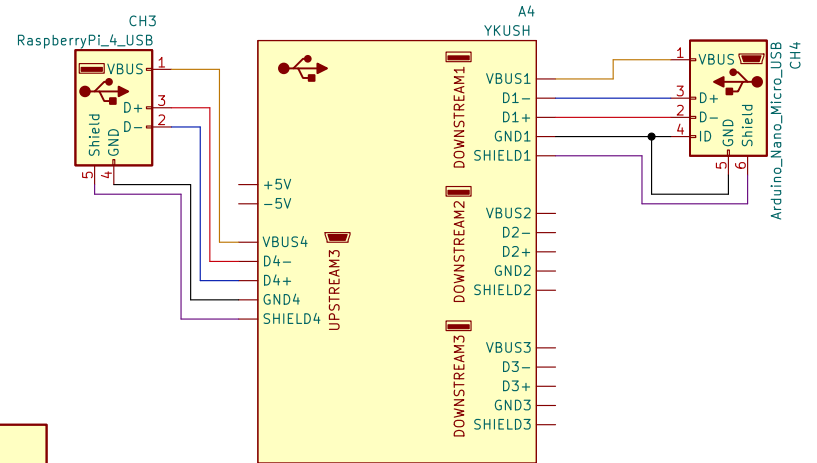 CH3
RaspberryPi_4_USB
VBUS 1
D+ 3
D- 2
Shield
GND
5
4
A4
YKUSH
DOWNSTREAM1
VBUS1
D1-
D1+
GND1
SHIELD1
+5V
-5V
VBUS4
D4-
D4+
GND4
SHIELD4
UPSTREAM3
DOWNSTREAM2
VBUS2
D2-
D2+
GND2
SHIELD2
DOWNSTREAM3
VBUS3
D3-
D3+
GND3
SHIELD3
1 VBUS
3 D+
2 D-
4 ID
GND
Shield
5
6
Arduino_Nano_Micro_USB
CH4